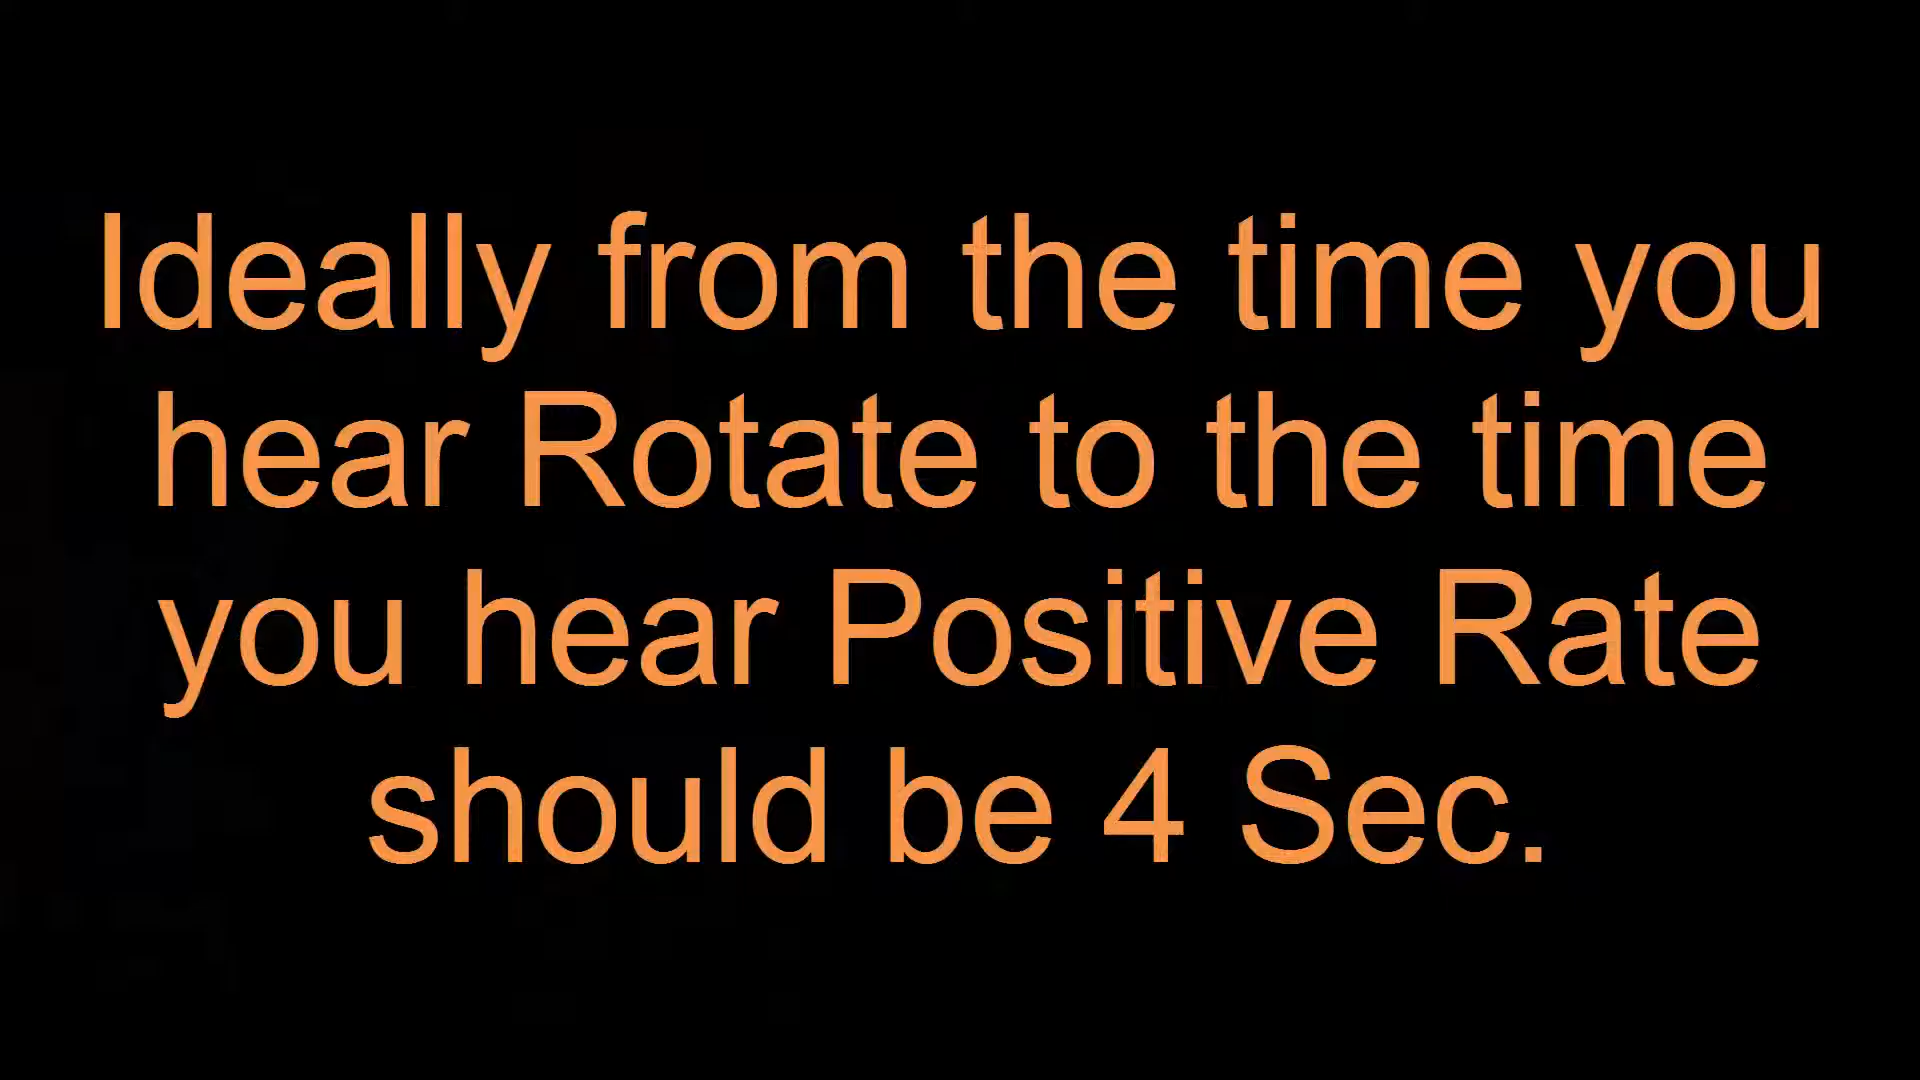 Ideally from the time you
hear Rotate to the time
you hear Positive Rate
should be 4 Sec.